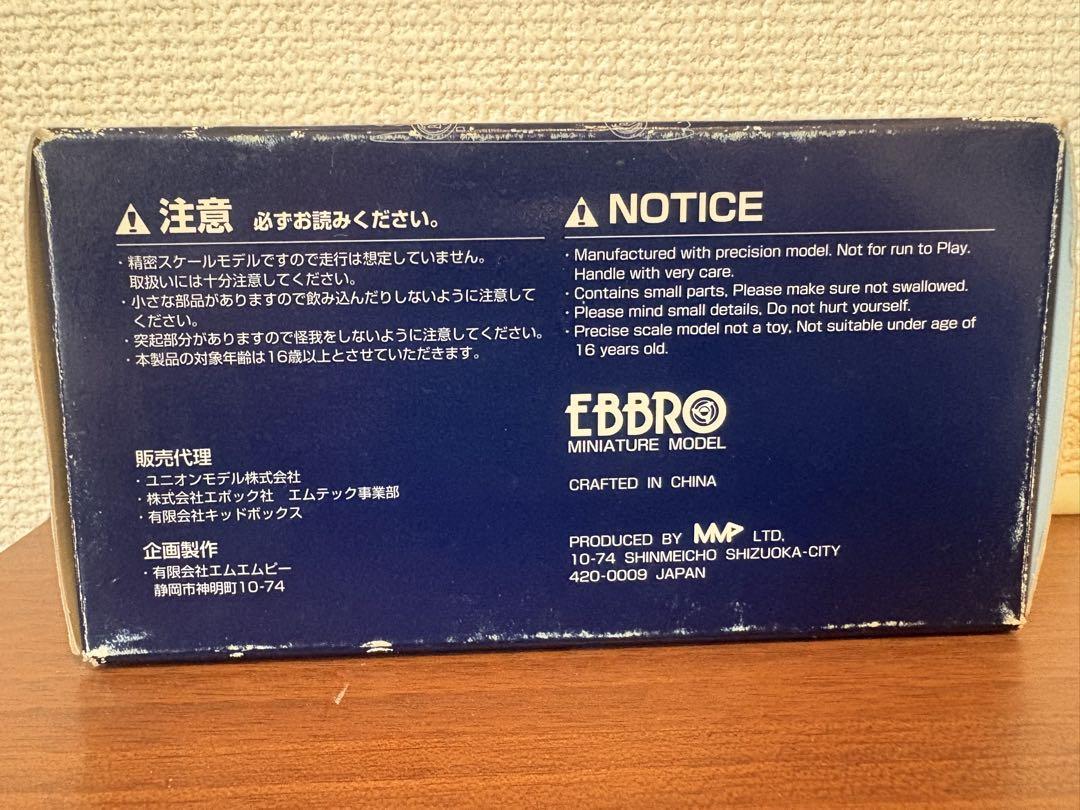 注意 必ずお読みください。
・精密スケールモデルですので走行は想定していません。
取扱いには十分注意してください。
・小さな部品がありますので飲み込んだりしないように注意して
ください。
・突起部分がありますので怪我をしないように注意してください。
・本製品の対象年齢は16歳以上とさせていただきます。
販売代理
・ユニオンモデル株式会社
・株式会社エポック社 エムテック事業部
・有限会社キッドボックス
企画製作
・有限会社エムエムピー
静岡市神明町10-74
NOTICE
・Manufactured with precision model. Not for run to Play.
Handle with very care.
・Contains small parts, Please make sure not swallowed.
・Please mind small details, Do not hurt yourself.
・Precise scale model not a toy, Not suitable under age of
16 years old.
EBBRO
MINIATURE MODEL
CRAFTED IN CHINA
PRODUCED BY MMP LTD,
10-74 SHINMEICHO SHIZUOKA-CITY
420-0009 JAPAN